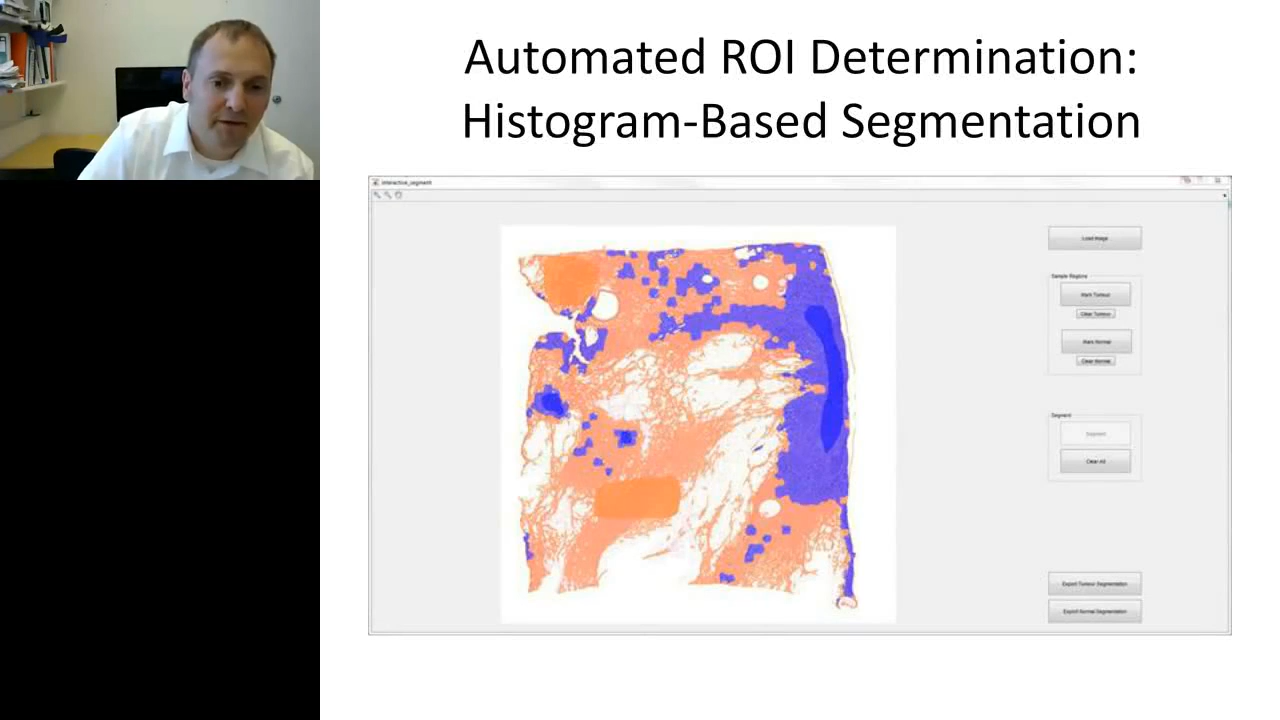 Automated ROI Determination:
Histogram-Based Segmentation
interactive_segment
Load Image
Sample Regions
Mark Tumour
Clear Tumour
Mark Normal
Clear Normal
Segment
Segment
Clear All
Export Tumour Segmentation
Export Normal Segmentation